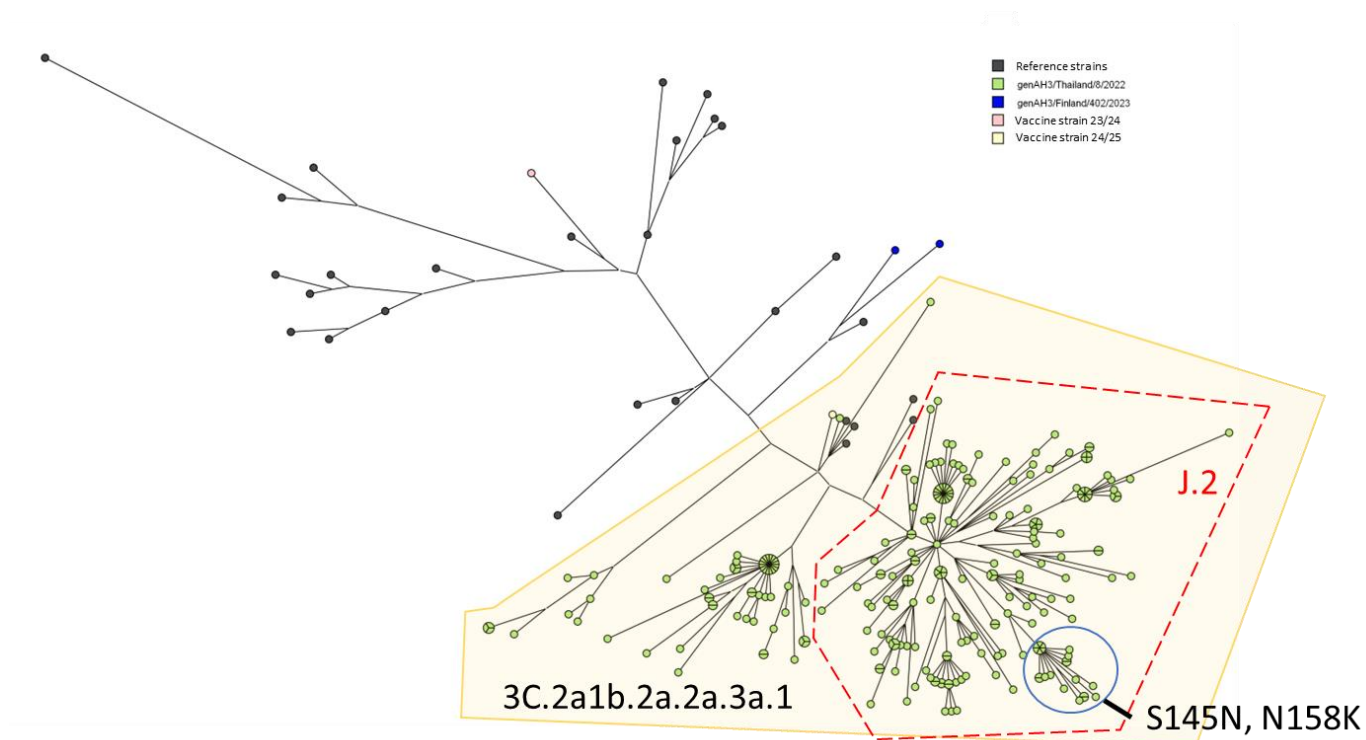 Reference strains
genAH3/Thailand/8/2022
genAH3/Finland/402/2023
Vaccine strain 23/24
Vaccine strain 24/25
J.2
3C.2a1b.2a.2a.3a.1
S145N, N158K